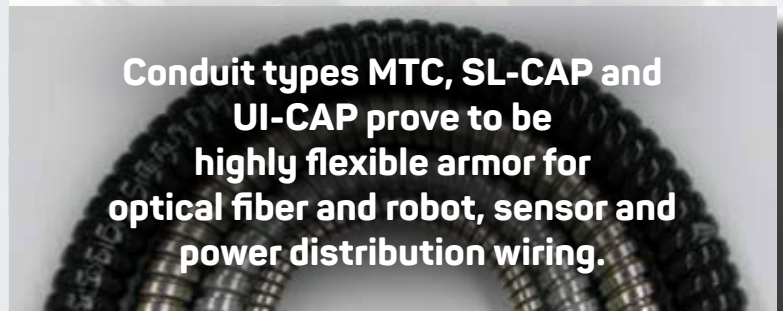 Conduit types MTC, SL-CAP and
UI-CAP prove to be
highly flexible armor for
optical fiber and robot, sensor and
power distribution wiring.